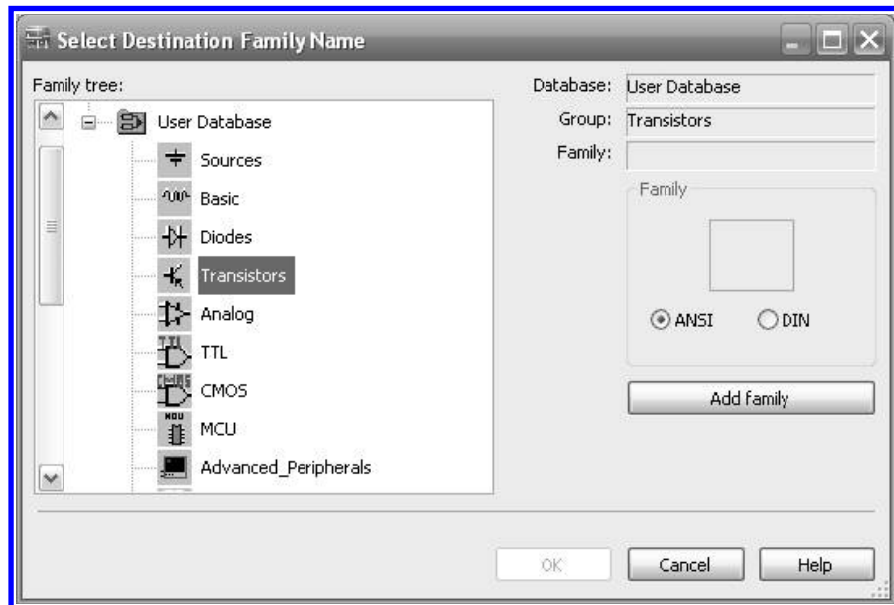 Select Destination Family Name
Family tree:
User Database
Sources
Basic
Diodes
Transistors
Analog
TTL
CMOS
MCU
Advanced_Peripherals
Database: User Database
Group: Transistors
Family:
Family
ANSI DIN
Add family
OK Cancel Help